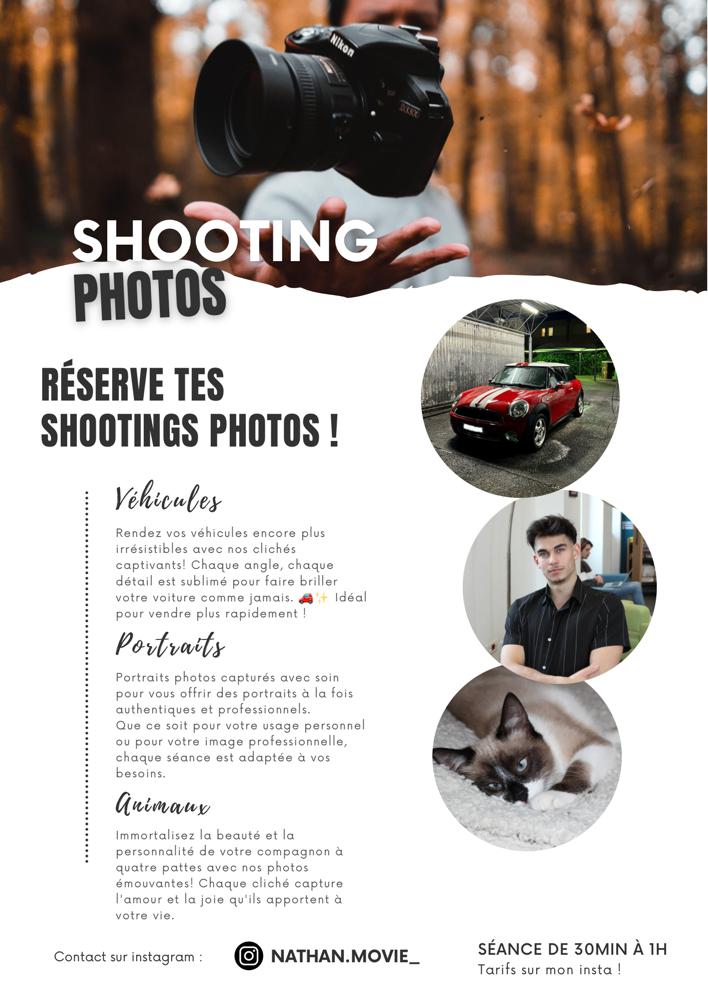 Nikon
D3300
SHOOTING
PHOTOS
RÉSERVE TES
SHOOTINGS PHOTOS !
Véhicules
Rendez vos véhicules encore plus
irrésistibles avec nos clichés
captivants! Chaque angle, chaque
détail est sublimé pour faire briller
votre voiture comme jamais. 🚗✨ Idéal
pour vendre plus rapidement !
Portraits
Portraits photos capturés avec soin
pour vous offrir des portraits à la fois
authentiques et professionnels.
Que ce soit pour votre usage personnel
ou pour votre image professionnelle,
chaque séance est adaptée à vos
besoins.
Animaux
Immortalisez la beauté et la
personnalité de votre compagnon à
quatre pattes avec nos photos
émouvantes! Chaque cliché capture
l'amour et la joie qu'ils apportent à
votre vie.
Contact sur instagram :
NATHAN.MOVIE_
SÉANCE DE 30MIN À 1H
Tarifs sur mon insta !